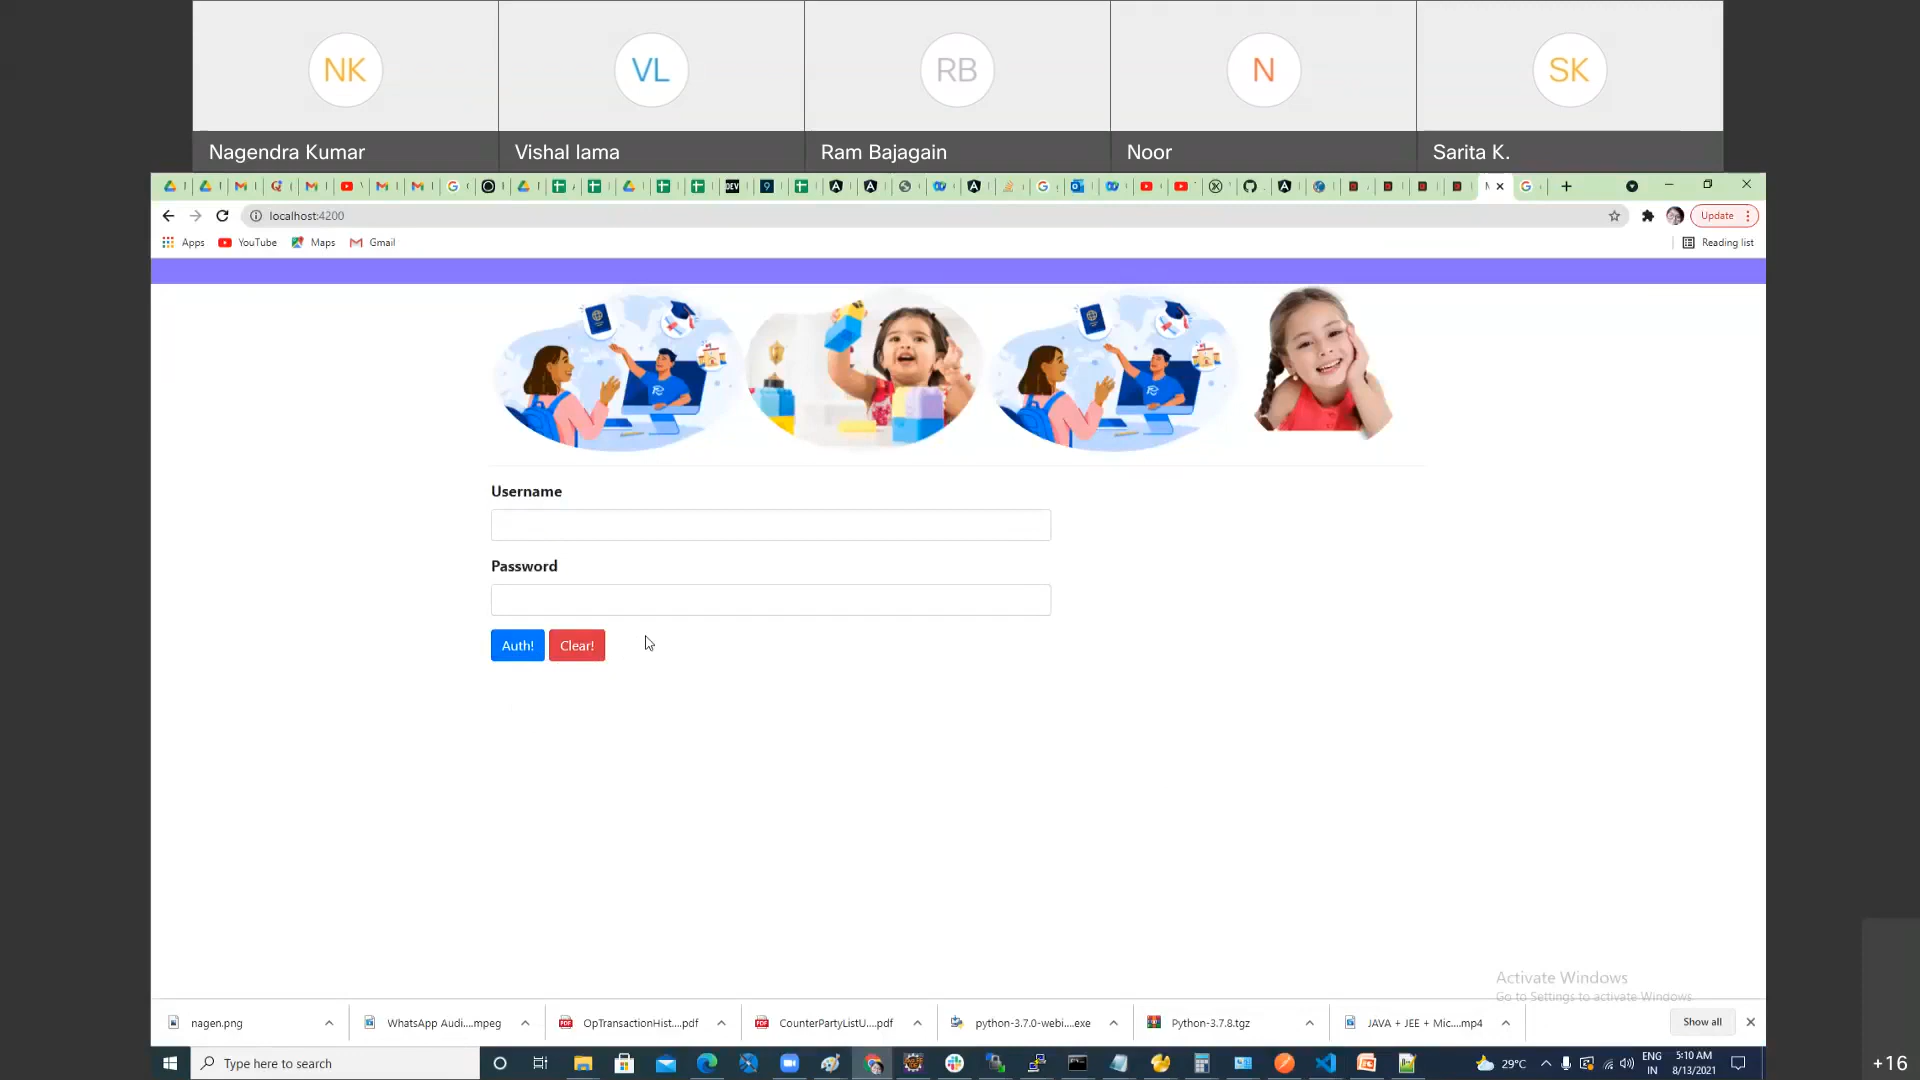 NK
VL
RB
N
SK
Nagendra Kumar
Vishal lama
Ram Bajagain
Noor
Sarita K.
localhost:4200
Update
Apps
YouTube
Maps
Gmail
Reading list
Username
Password
Auth!
Clear!
Activate Windows
Go to Settings to activate Windows.
nagen.png
WhatsApp Audi....mpeg
OpTransactionHist....pdf
CounterPartyListU....pdf
python-3.7.0-webi....exe
Python-3.7.8.tgz
JAVA + JEE + Mic....mp4
Show all
Type here to search
29°C
ENG
IN
5:10 AM
8/13/2021
+16